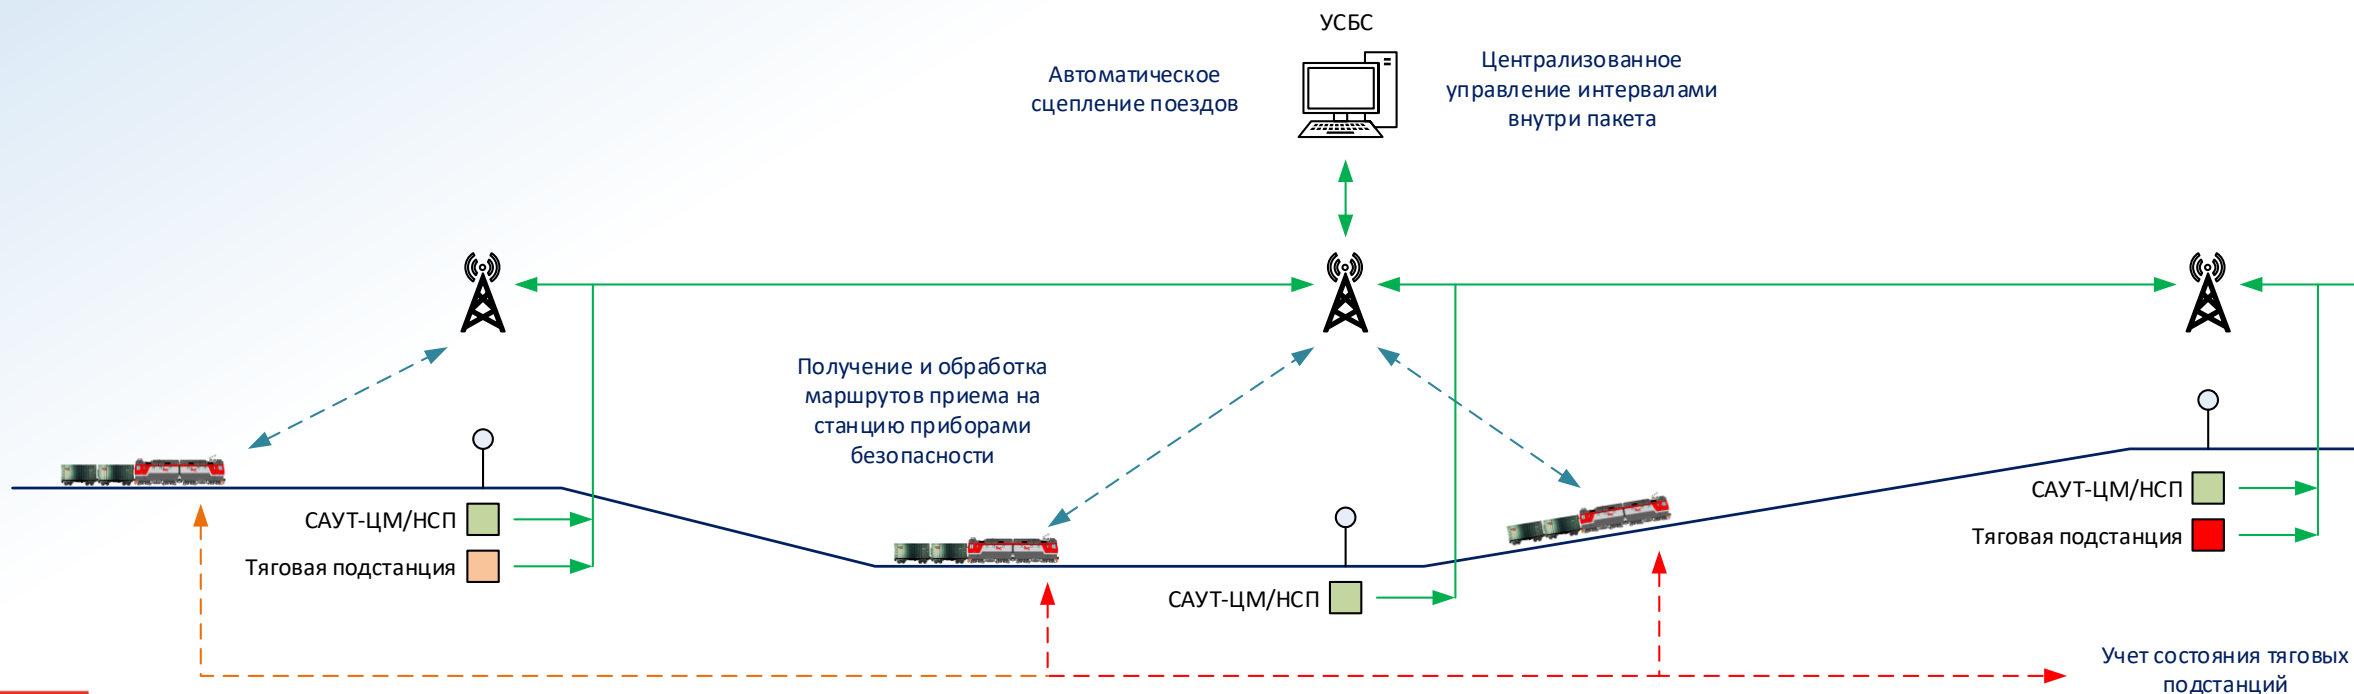 УСБС
Автоматическое
сцепление поездов
Централизованное
управление интервалами
внутри пакета
Получение и обработка
маршрутов приема на
станцию приборами
безопасности
САУТ-ЦМ/НСП
Тяговая подстанция
САУТ-ЦМ/НСП
САУТ-ЦМ/НСП
Тяговая подстанция
Учет состояния тяговых
подстанций